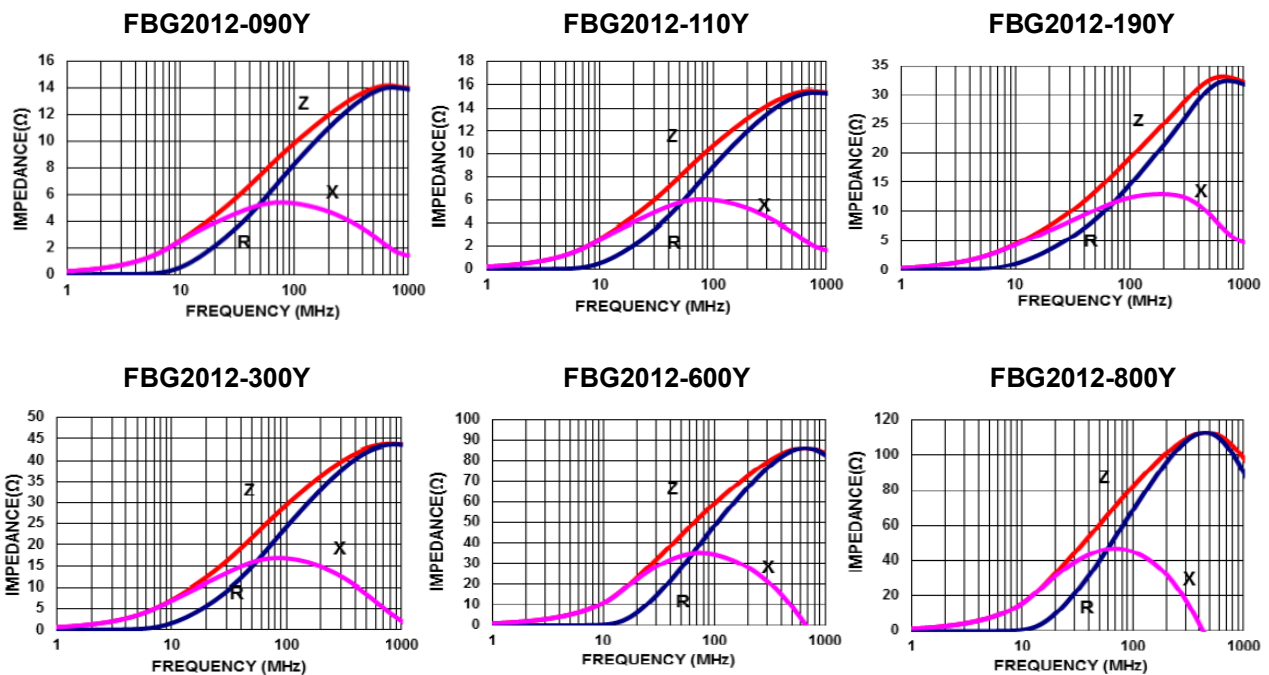 FBG2012-090Y
FBG2012-110Y
FBG2012-190Y
IMPEDANCE(Ω)
16
14
12
10
8
6
4
2
0
Z
X
R
1
10
100
1000
FREQUENCY (MHz)
IMPEDANCE(Ω)
18
16
14
12
10
8
6
4
2
0
Z
X
R
1
10
100
1000
FREQUENCY (MHz)
IMPEDANCE(Ω)
35
30
25
20
15
10
5
0
Z
X
R
1
10
100
1000
FREQUENCY (MHz)
FBG2012-300Y
FBG2012-600Y
FBG2012-800Y
IMPEDANCE(Ω)
50
45
40
35
30
25
20
15
10
5
0
Z
X
R
1
10
100
1000
FREQUENCY (MHz)
IMPEDANCE(Ω)
100
90
80
70
60
50
40
30
20
10
0
Z
X
R
1
10
100
1000
FREQUENCY (MHz)
IMPEDANCE(Ω)
120
100
80
60
40
20
0
Z
X
R
1
10
100
1000
FREQUENCY (MHz)